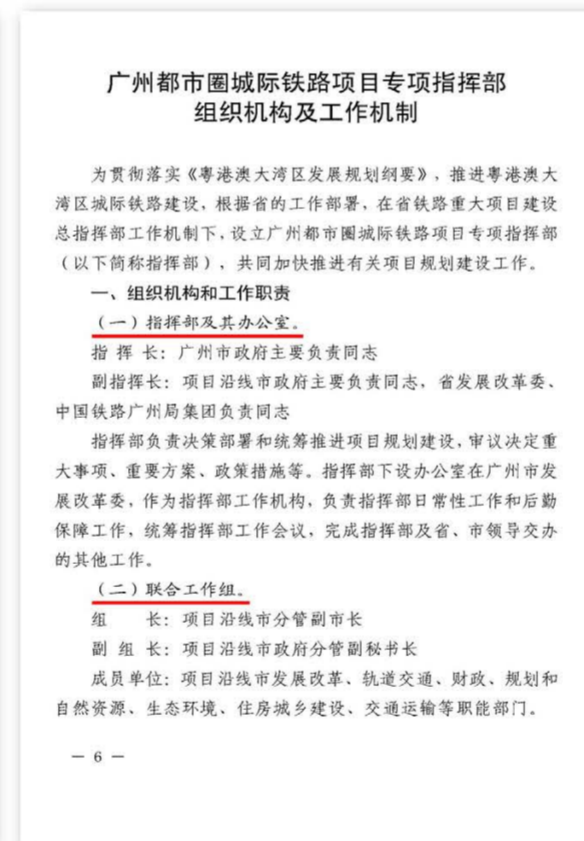 广州都市圈城际铁路项目专项指挥部
组织机构及工作机制
为贯彻落实《粤港澳大湾区发展规划纲要》，推进粤港澳大
湾区城际铁路建设，根据省的工作部署，在省铁路重大项目建设
总指挥部工作机制下，设立广州都市圈城际铁路项目专项指挥部
（以下简称指挥部），共同加快推进有关项目规划建设工作。
一、组织机构和工作职责
（一）指挥部及其办公室。
指 挥 长：广州市政府主要负责同志
副指挥长：项目沿线市政府主要负责同志，省发展改革委、
中国铁路广州局集团负责同志
指挥部负责决策部署和统筹推进项目规划建设，审议决定重
大事项、重要方案、政策措施等。指挥部下设办公室在广州市发
展改革委，作为指挥部工作机构，负责指挥部日常性工作和后勤
保障工作，统筹指挥部工作会议，完成指挥部及省、市领导交办
的其他工作。
（二）联合工作组。
组　　长：项目沿线市分管副市长
副 组 长：项目沿线市政府分管副秘书长
成员单位：项目沿线市发展改革、轨道交通、财政、规划和
自然资源、生态环境、住房城乡建设、交通运输等职能部门。
— 6 —